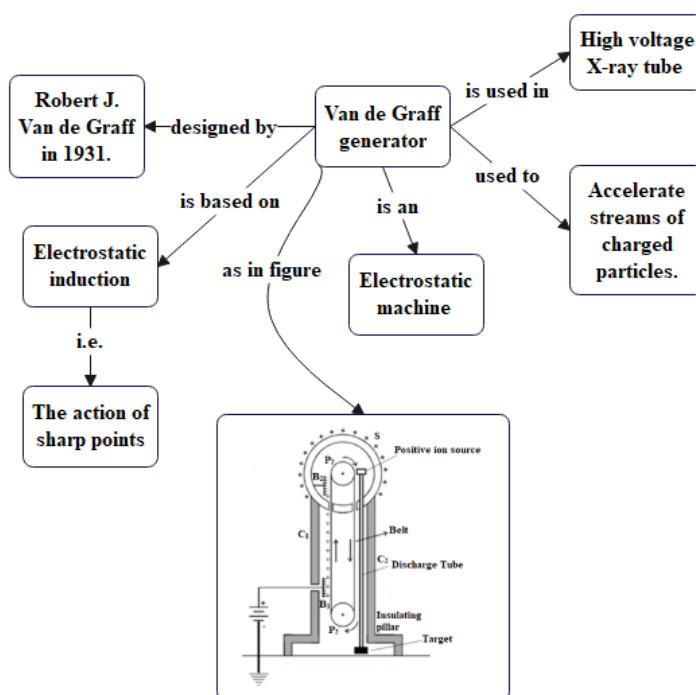 High voltage
X-ray tube
is used in
Robert J.
Van de Graff
in 1931.
designed by
Van de Graff
generator
used to
Accelerate
streams of
charged
particles.
is based on
is an
Electrostatic
induction
as in figure
Electrostatic
machine
i.e.
The action of
sharp points
S
Positive ion source
P2
B2
Belt
C1
C2
Discharge Tube
+
B1
-
Insulating
pillar
P2
Target